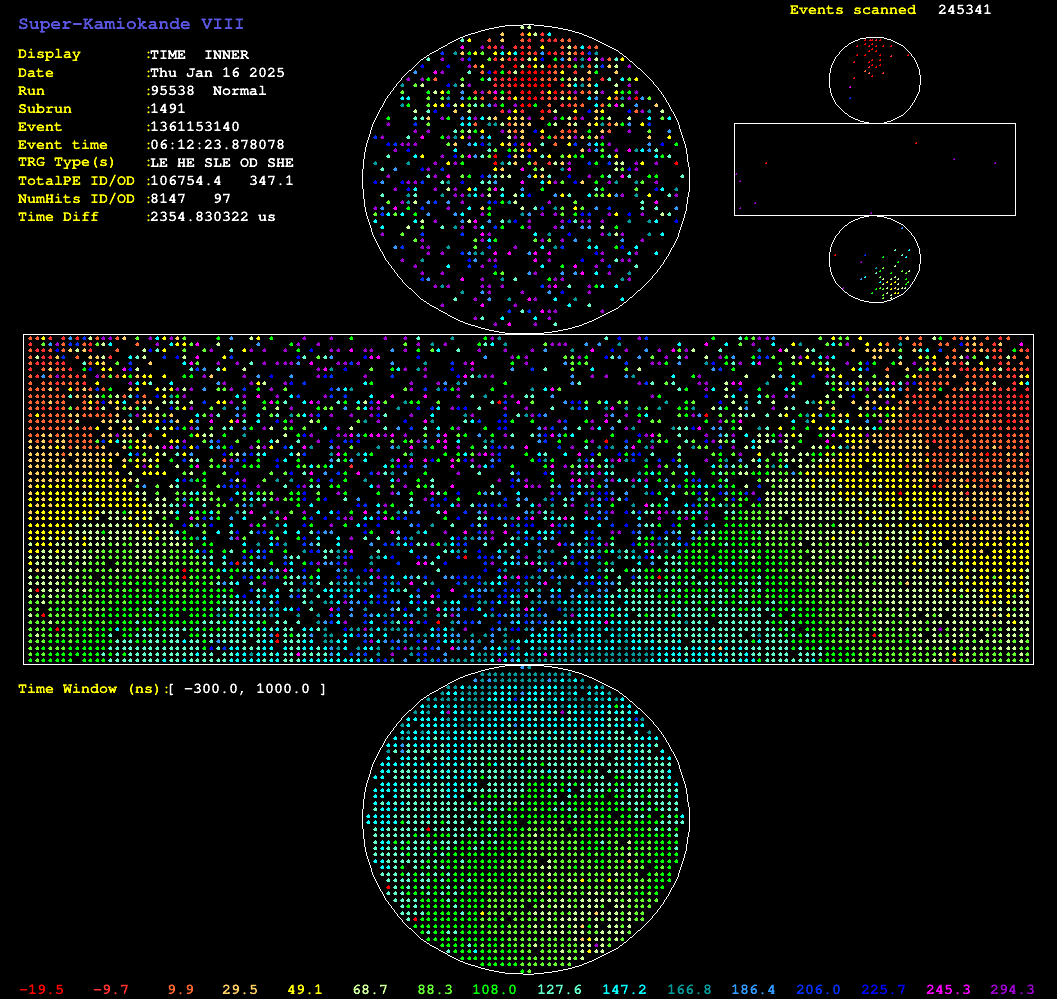 Super-Kamiokande VIII
Events scanned 245341
Display :TIME INNER
Date :Thu Jan 16 2025
Run :95538 Normal
Subrun :1491
Event :1361153140
Event time :06:12:23.878078
TRG Type(s) :LE HE SLE OD SHE
TotalPE ID/OD :106754.4 347.1
NumHits ID/OD :8147 97
Time Diff :2354.830322 us
Time Window (ns):[ -300.0, 1000.0 ]
-19.5 -9.7 9.9 29.5 49.1 68.7 88.3 108.0 127.6 147.2 166.8 186.4 206.0 225.7 245.3 294.3